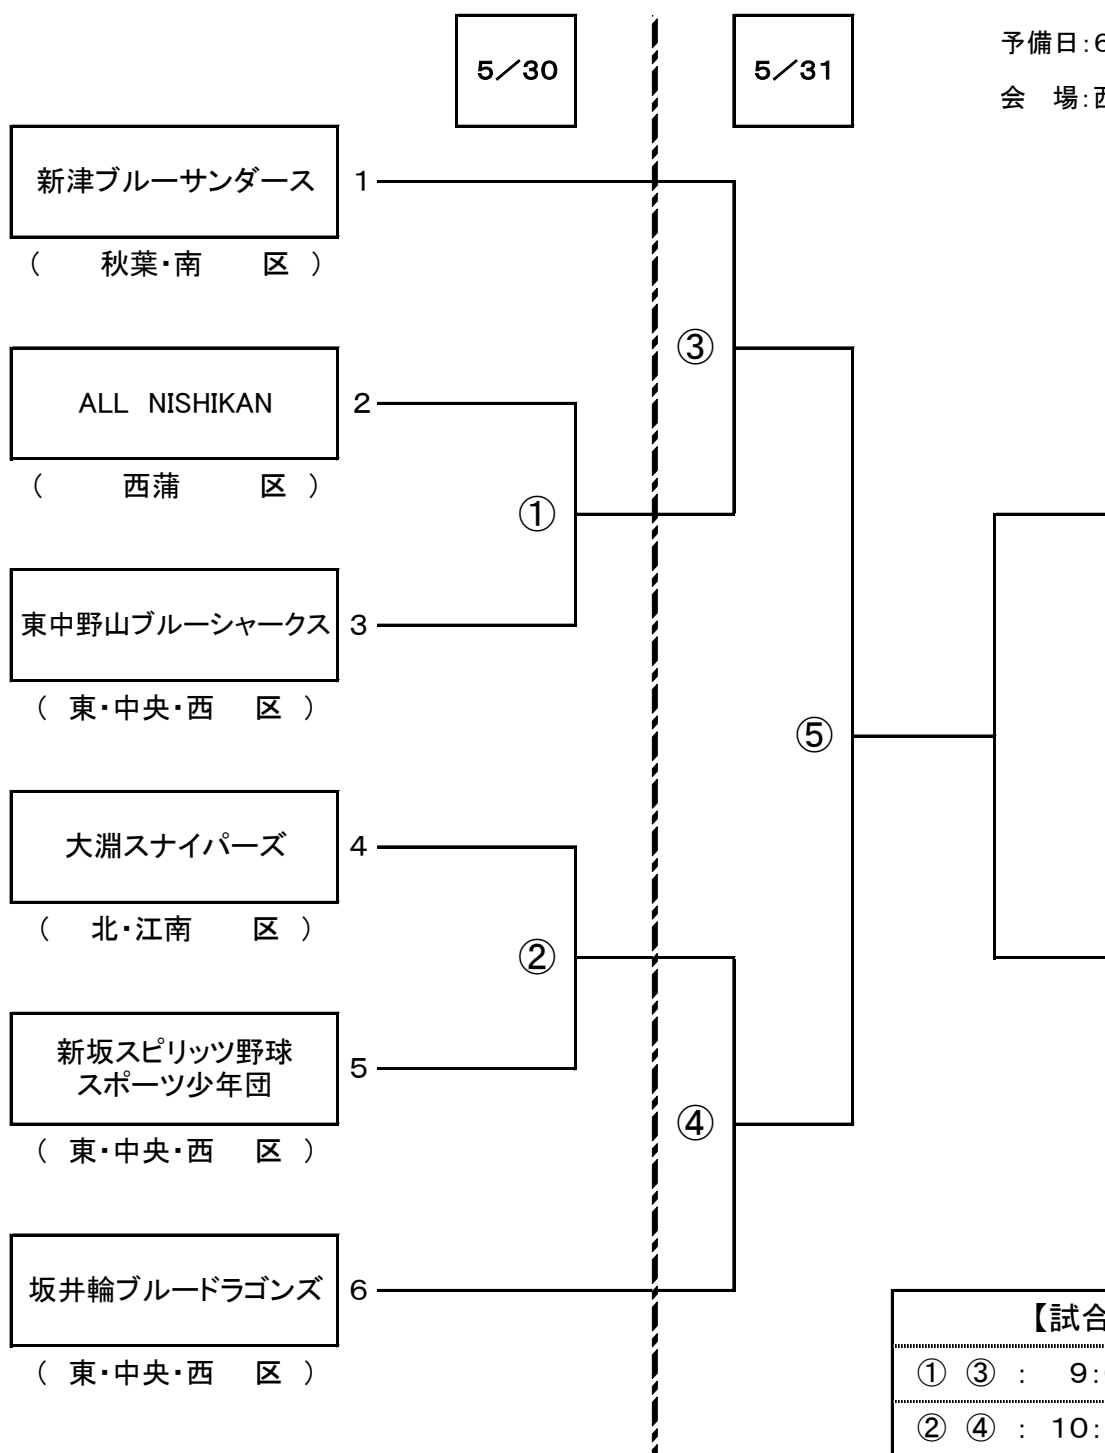 5／30
5／31
予備日：6
会　場：西
新津ブルーサンダース 1
（ 秋葉・南 区 ）
③
ALL NISHIKAN 2
（ 西蒲 区 ）
①
東中野山ブルーシャークス 3
（ 東・中央・西 区 ）
⑤
大淵スナイパーズ 4
（ 北・江南 区 ）
②
新坂スピリッツ野球
スポーツ少年団 5
④
（ 東・中央・西 区 ）
坂井輪ブルードラゴンズ 6
（ 東・中央・西 区 ）
【試合
① ③ ： 9：
② ④ ： 10：